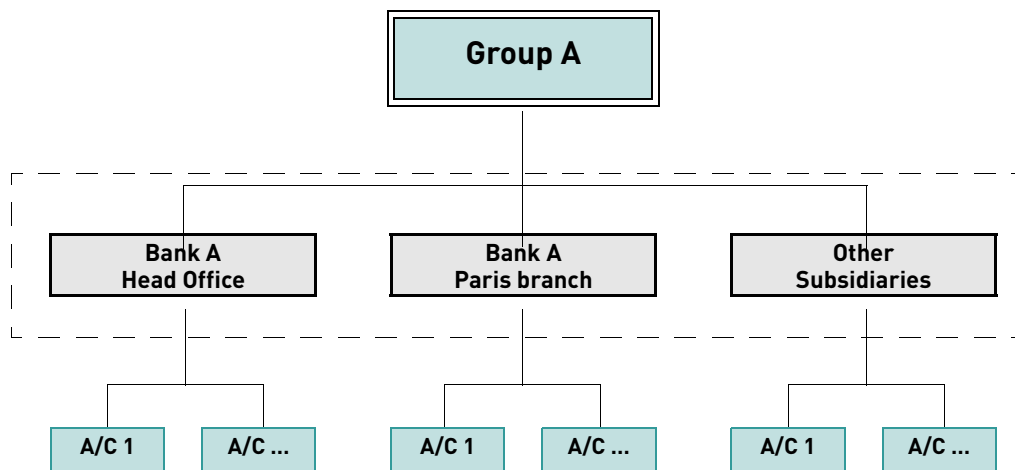 Group A
Bank A
Head Office
Bank A
Paris branch
Other
Subsidiaries
A/C 1
A/C ...
A/C 1
A/C ...
A/C 1
A/C ...